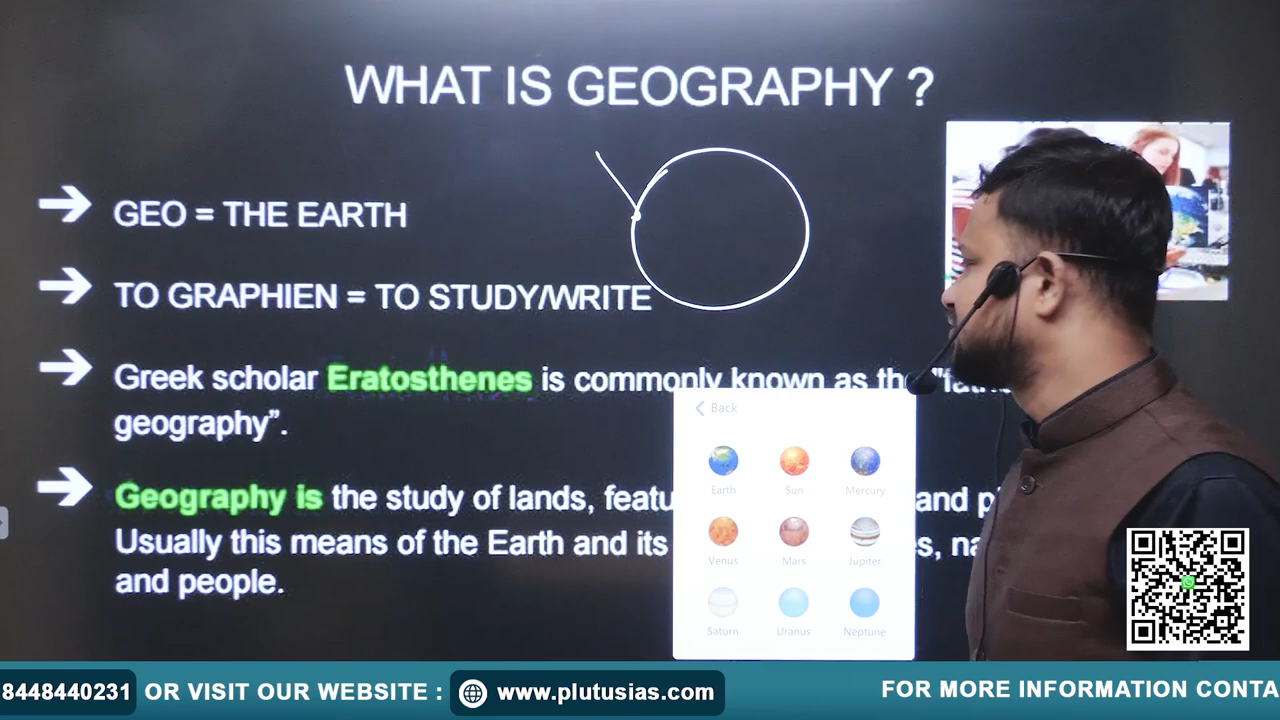 WHAT IS GEOGRAPHY ?
GEO = THE EARTH
TO GRAPHIEN = TO STUDY/WRITE
Greek scholar Eratosthenes is commonly known as the
geography”.
Geography is the study of lands, and
Usually this means of the Earth and its
and people.
Back
Earth Sun Mercury
Venus Mars Jupiter
Saturn Uranus Neptune
8448440231 OR VISIT OUR WEBSITE : www.plutusias.com FOR MORE INFORMATION